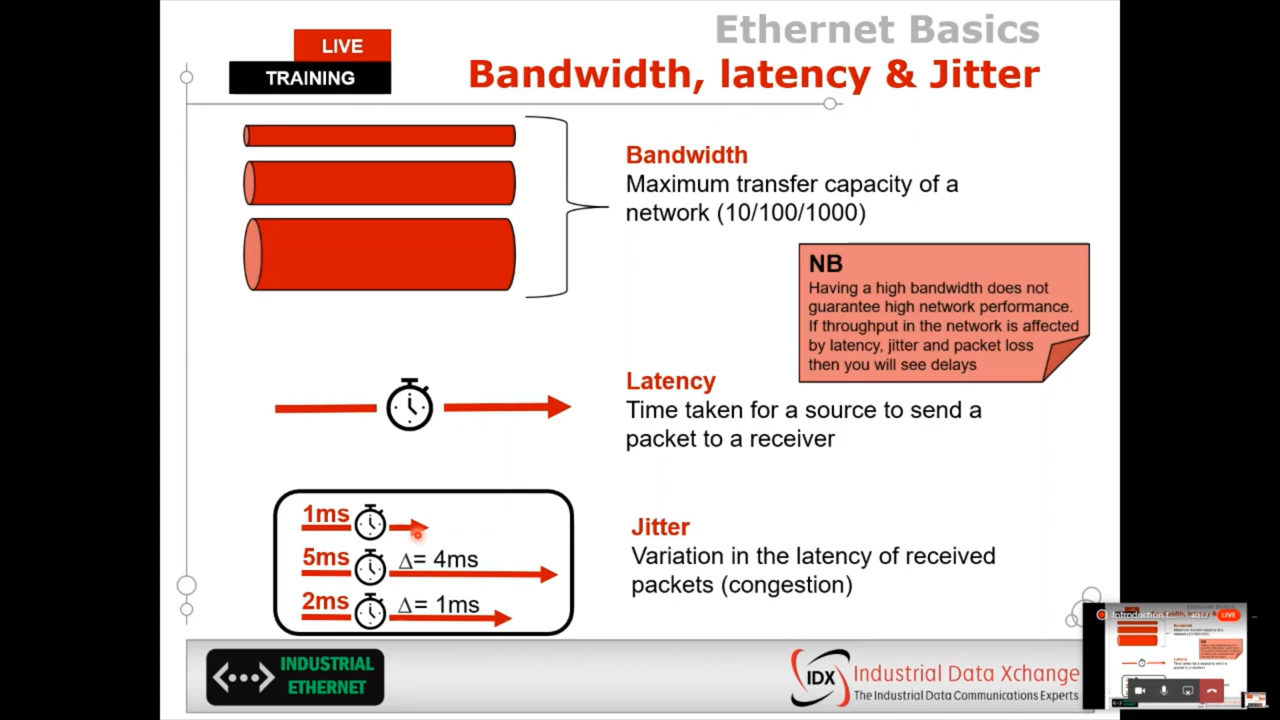 Ethernet Basics
LIVE
TRAINING
Bandwidth, latency & Jitter
Bandwidth
Maximum transfer capacity of a
network (10/100/1000)
NB
Having a high bandwidth does not
guarantee high network performance.
If throughput in the network is affected
by latency, jitter and packet loss
then you will see delays
Latency
Time taken for a source to send a
packet to a receiver
1ms
5ms
Δ= 4ms
2ms
Δ= 1ms
Jitter
Variation in the latency of received
packets (congestion)
INDUSTRIAL
ETHERNET
IDX
Industrial Data Xchange
The Industrial Data Communications Experts
LIVE